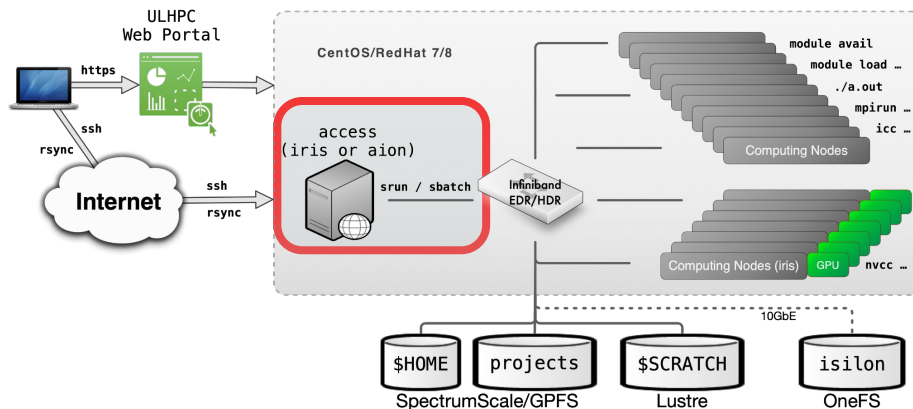 ULHPC
Web Portal
https
ssh
rsync
Internet
ssh
rsync
CentOS/RedHat 7/8
access
(iris or aion)
srun / sbatch
Infiniband
EDR/HDR
module avail
module load …
./a.out
mpirun …
icc …
Computing Nodes
Computing Nodes (iris)
GPU
nvcc …
10GbE
$HOME
projects
$SCRATCH
isilon
SpectrumScale/GPFS
Lustre
OneFS